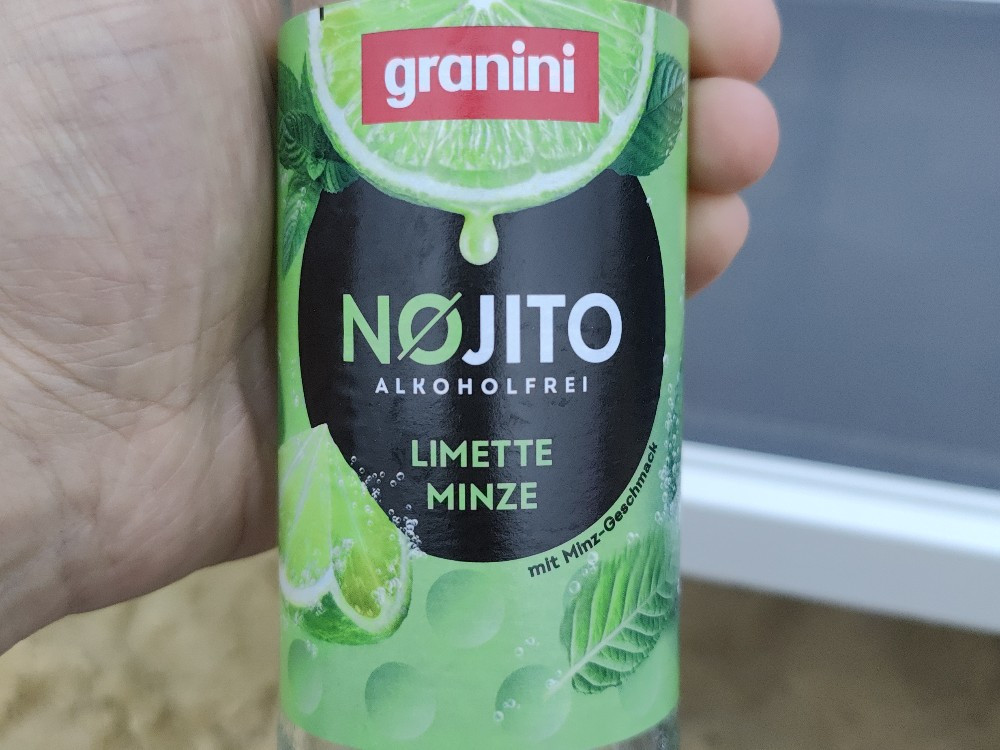 granini
NØJITO
ALKOHOLFREI
LIMETTE
MINZE
mit Minz-Geschmack